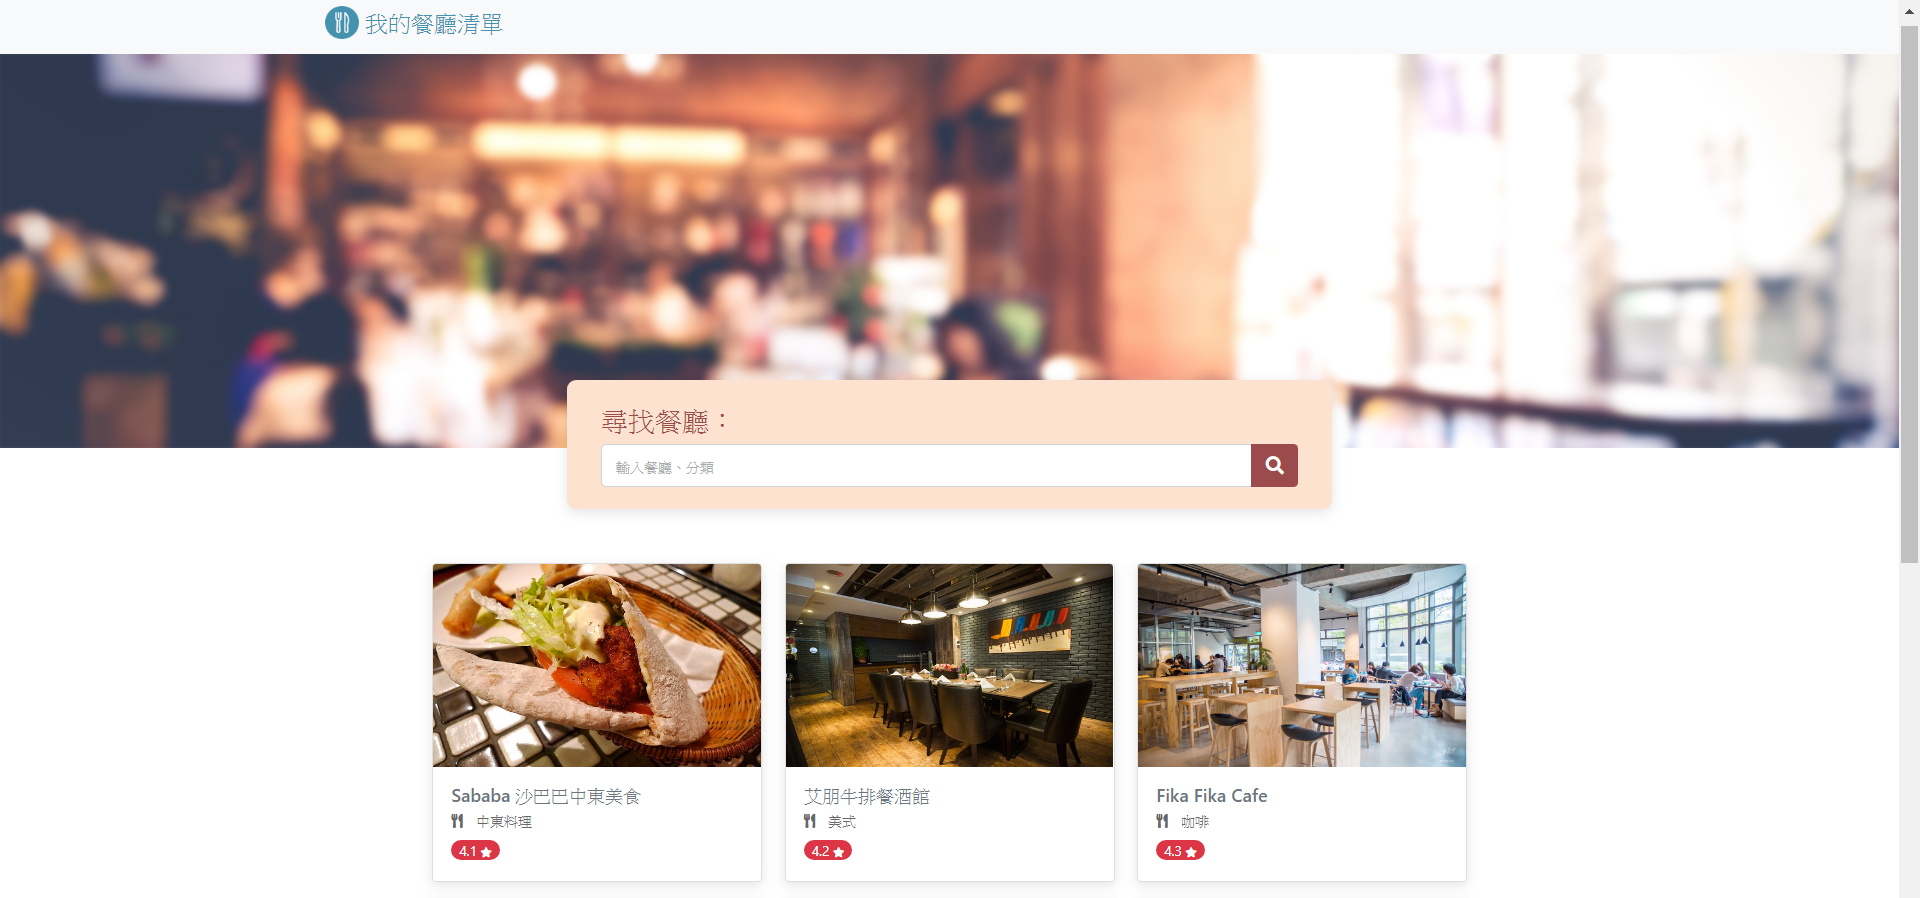 我的餐廳清單
尋找餐廳：
輸入餐廳、分類
Sababa 沙巴巴中東美食
中東料理
4.1
艾朋牛排餐酒館
美式
4.2
Fika Fika Cafe
咖啡
4.3